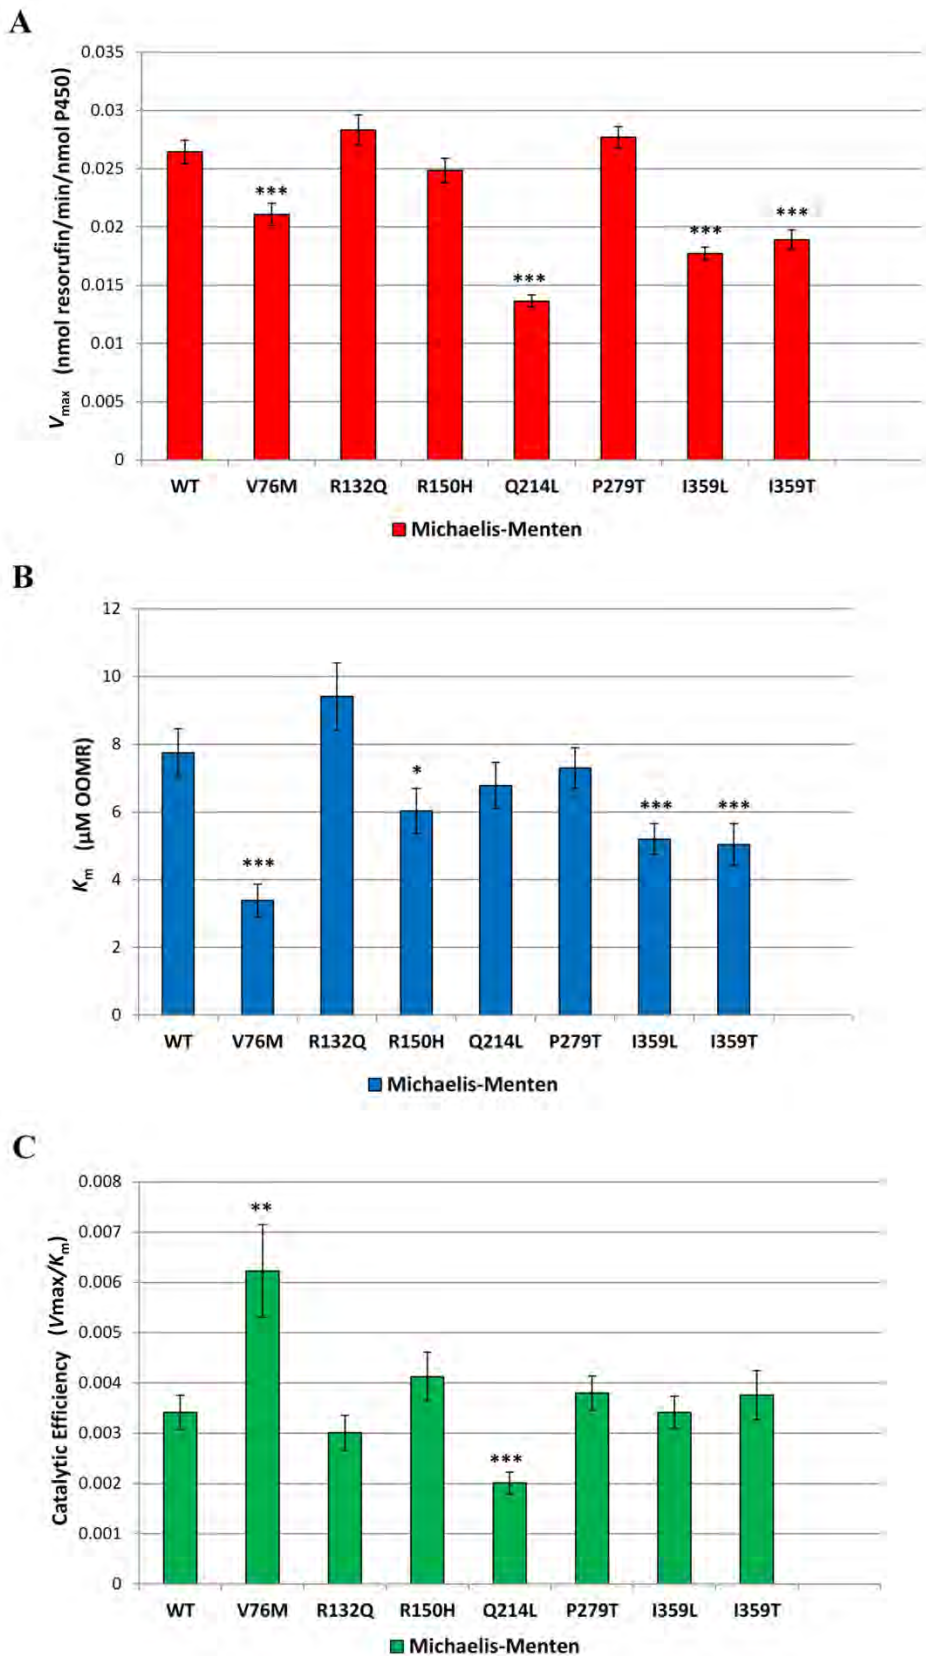 A
0.035
0.03
0.025
0.02
0.015
0.01
0.005
0
Vmax (nmol resorufin/min/nmol P450)
***
***
***
***
WT V76M R132Q R150H Q214L P279T I359L I359T
Michaelis-Menten
B
12
10
8
6
4
2
0
Km (µM OOMR)
***
*
***
***
WT V76M R132Q R150H Q214L P279T I359L I359T
Michaelis-Menten
C
0.008
0.007
0.006
0.005
0.004
0.003
0.002
0.001
0
Catalytic Efficiency (Vmax/Km)
**
***
WT V76M R132Q R150H Q214L P279T I359L I359T
Michaelis-Menten